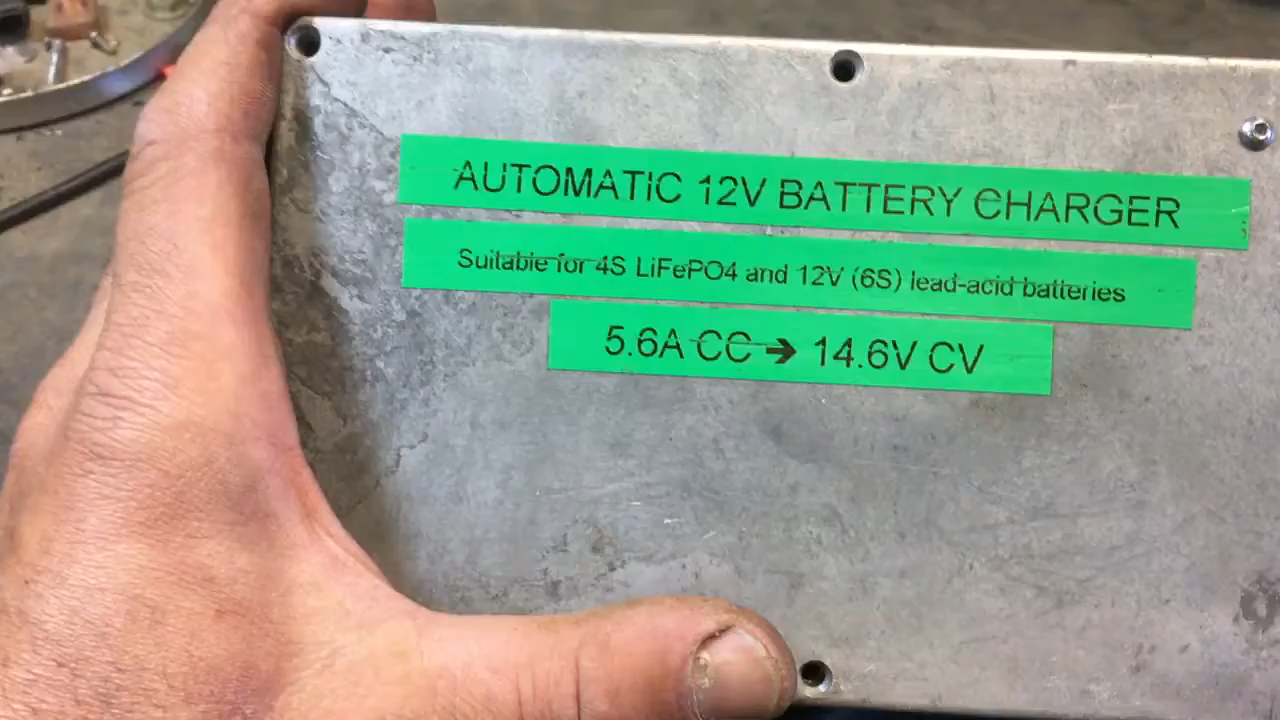 AUTOMATIC 12V BATTERY CHARGER
Suitable for 4S LiFePO4 and 12V (6S) lead-acid batteries
5.6A CC ➔ 14.6V CV